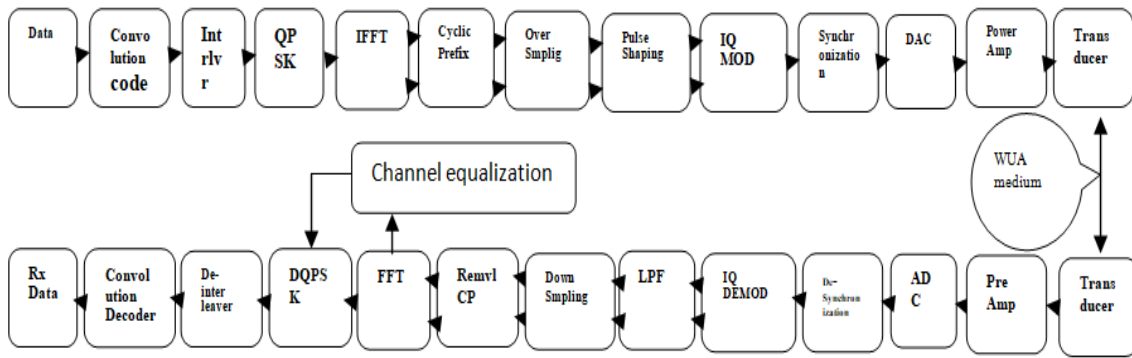 Data
Convo
lution
code
Int
rlv
r
QP
SK
IFFT
Cyclic
Prefix
Over
Smplig
Pulse
Shaping
IQ
MOD
Synchr
onizatio
n
DAC
Power
Amp
Trans
ducer
WUA
medium
Channel equalization
Rx
Data
Convol
ution
Decoder
De-
inter
leaver
DQPS
K
FFT
Remvl
CP
Down
Smpling
LPF
IQ
DEMOD
De-
Synchron
ization
AD
C
Pre
Amp
Trans
ducer